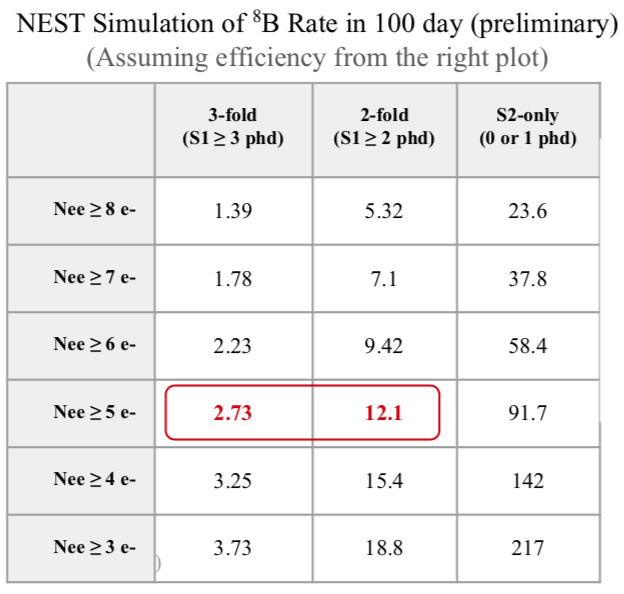 NEST Simulation of ⁸B Rate in 100 day (preliminary)
(Assuming efficiency from the right plot)
3-fold 2-fold S2-only
(S1 ≥ 3 phd) (S1 ≥ 2 phd) (0 or 1 phd)
Nee ≥ 8 e- 1.39 5.32 23.6
Nee ≥ 7 e- 1.78 7.1 37.8
Nee ≥ 6 e- 2.23 9.42 58.4
Nee ≥ 5 e- 2.73 12.1 91.7
Nee ≥ 4 e- 3.25 15.4 142
Nee ≥ 3 e- 3.73 18.8 217
)